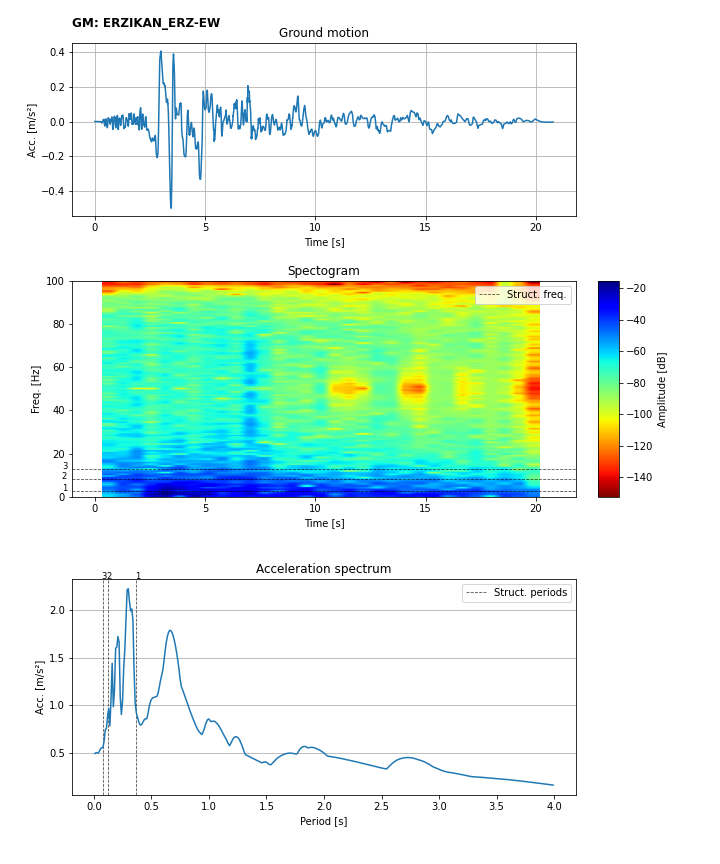 GM: ERZIKAN_ERZ-EW
Ground motion
Acc. [m/s²]
0.4
0.2
0.0
−0.2
−0.4
0 5 10 15 20
Time [s]
Spectogram
Freq. [Hz]
100
80
60
40
20
3
2
1
0
Struct. freq.
0 5 10 15 20
Time [s]
−20
−40
−60
−80
−100
−120
−140
Amplitude [dB]
Acceleration spectrum
3 2 1
Acc. [m/s²]
2.0
1.5
1.0
0.5
Struct. periods
0.0 0.5 1.0 1.5 2.0 2.5 3.0 3.5 4.0
Period [s]